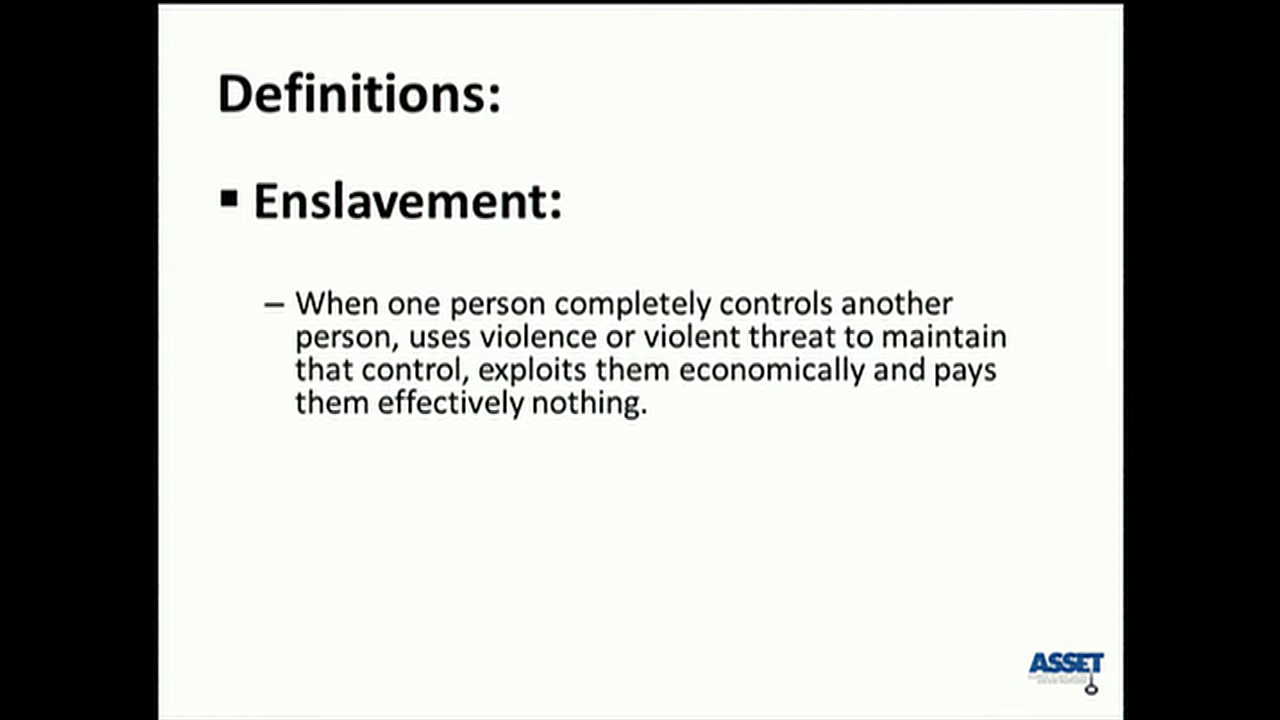 Definitions:
▪ Enslavement:
– When one person completely controls another
person, uses violence or violent threat to maintain
that control, exploits them economically and pays
them effectively nothing.
ASSET